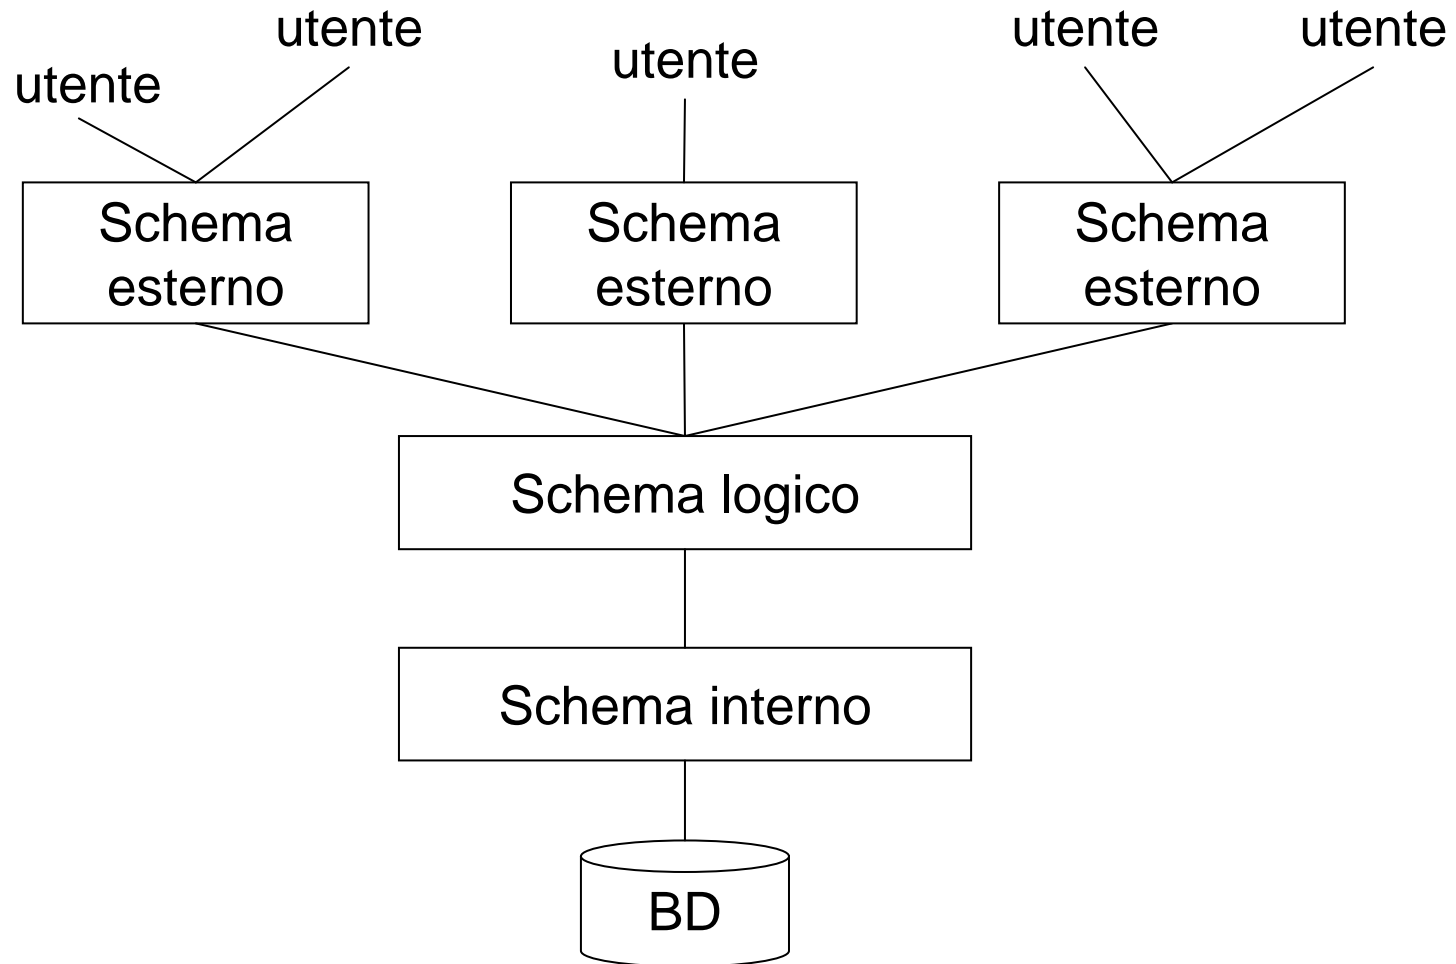 utente
utente
utente
utente
utente
Schema
esterno
Schema
esterno
Schema
esterno
Schema logico
Schema interno
BD